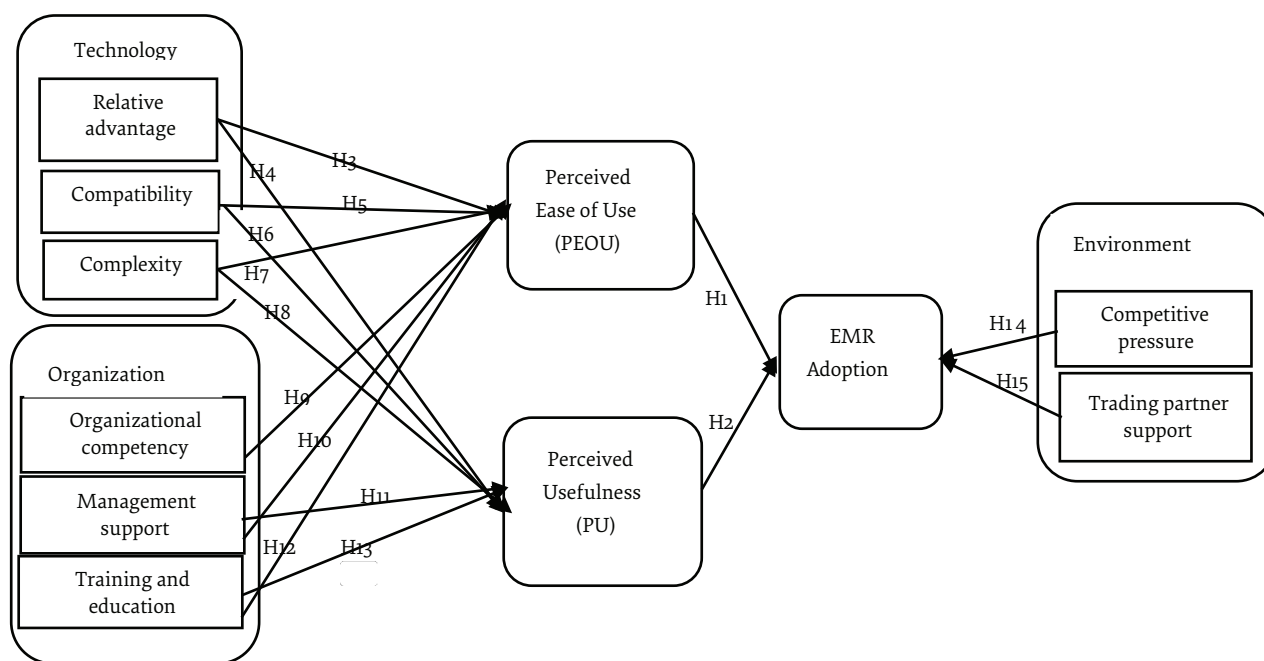 Technology
Relative
advantage
Compatibility
Complexity
Organization
Organizational
competency
Management
support
Training and
education
H3
H4
H5
H6
H7
H8
H9
H10
H11
H12
H13
Perceived
Ease of Use
(PEOU)
Perceived
Usefulness
(PU)
H1
H2
EMR
Adoption
H14
H15
Environment
Competitive
pressure
Trading partner
support